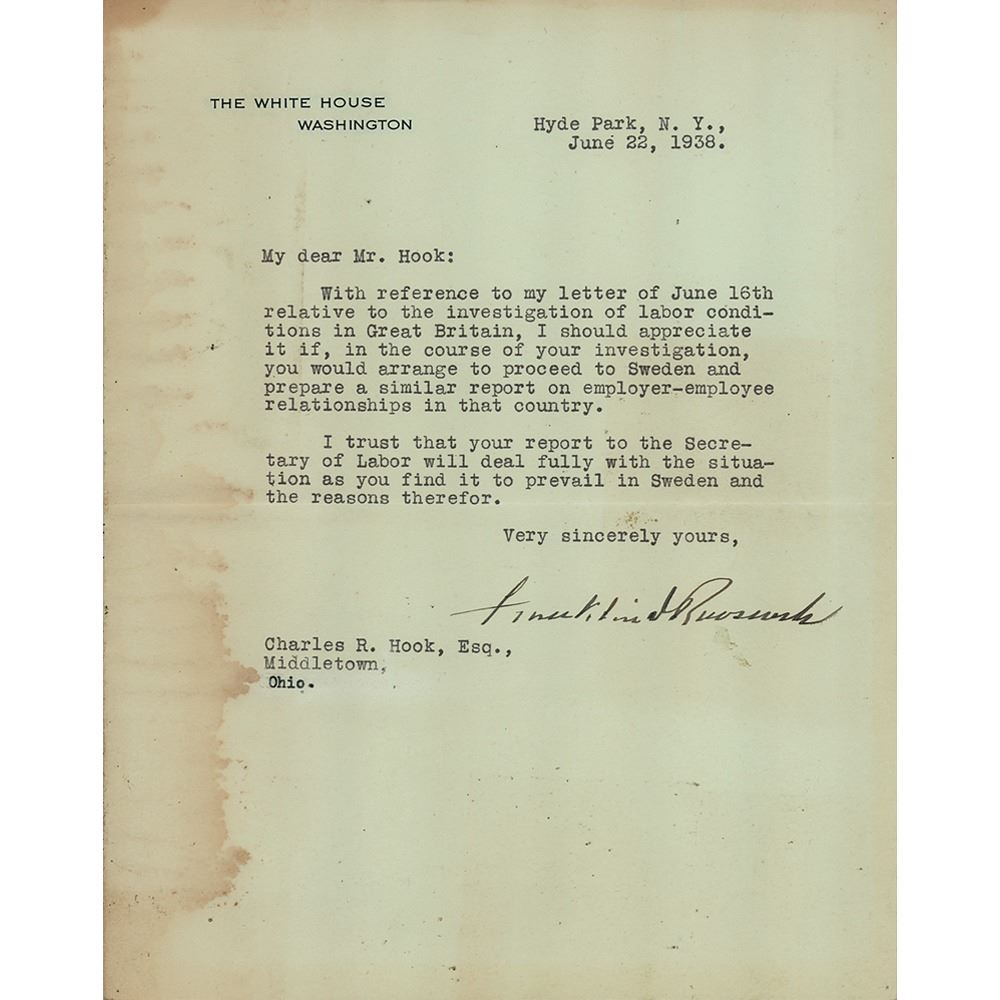 THE WHITE HOUSE
WASHINGTON
Hyde Park, N. Y.,
June 22, 1938.
My dear Mr. Hook:
With reference to my letter of June 16th
relative to the investigation of labor condi-
tions in Great Britain, I should appreciate
it if, in the course of your investigation,
you would arrange to proceed to Sweden and
prepare a similar report on employer-employee
relationships in that country.
I trust that your report to the Secre-
tary of Labor will deal fully with the situa-
tion as you find it to prevail in Sweden and
the reasons therefor.
Very sincerely yours,
Franklin D Roosevelt
Charles R. Hook, Esq.,
Middletown,
Ohio.